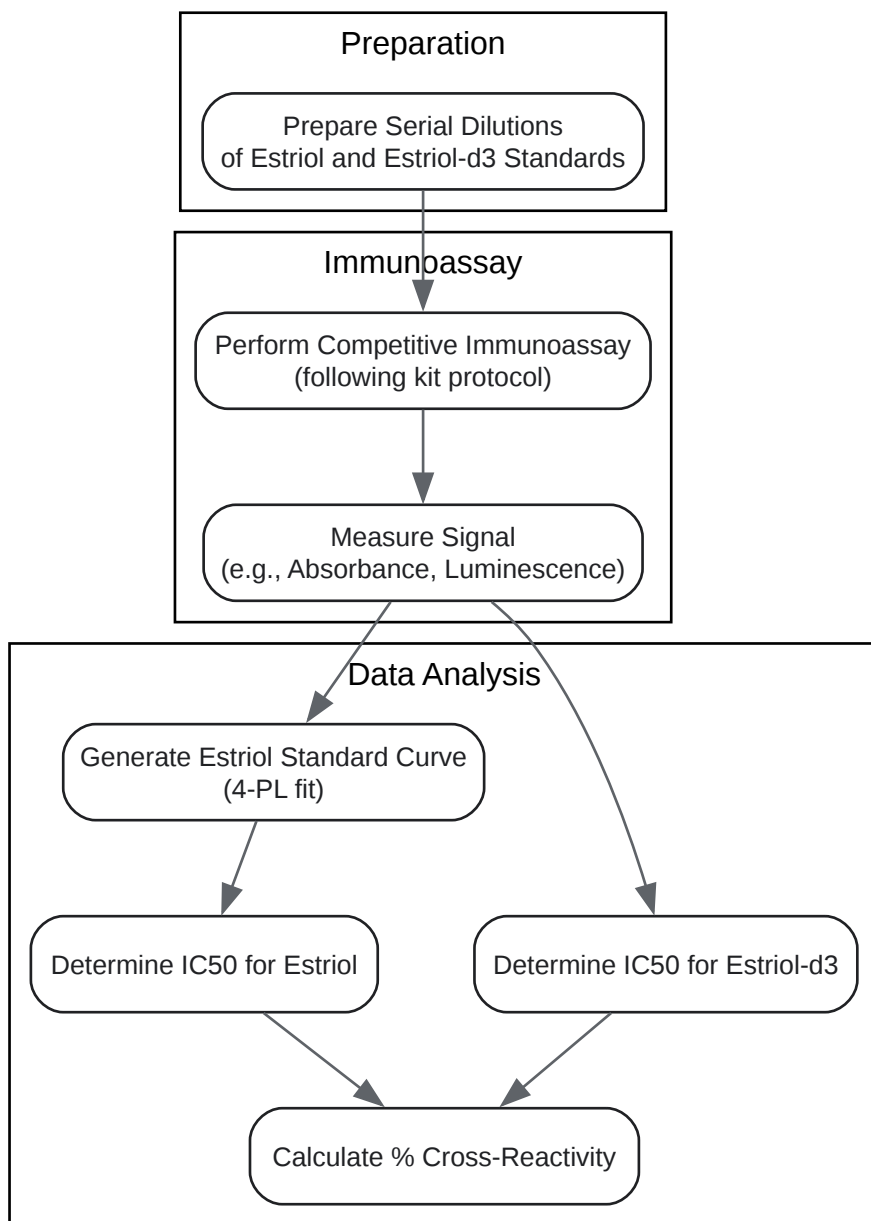 Preparation
Prepare Serial Dilutions
of Estriol and Estriol-d3 Standards
Immunoassay
Perform Competitive Immunoassay
(following kit protocol)
Measure Signal
(e.g., Absorbance, Luminescence)
Data Analysis
Generate Estriol Standard Curve
(4-PL fit)
Determine IC50 for Estriol
Determine IC50 for Estriol-d3
Calculate % Cross-Reactivity